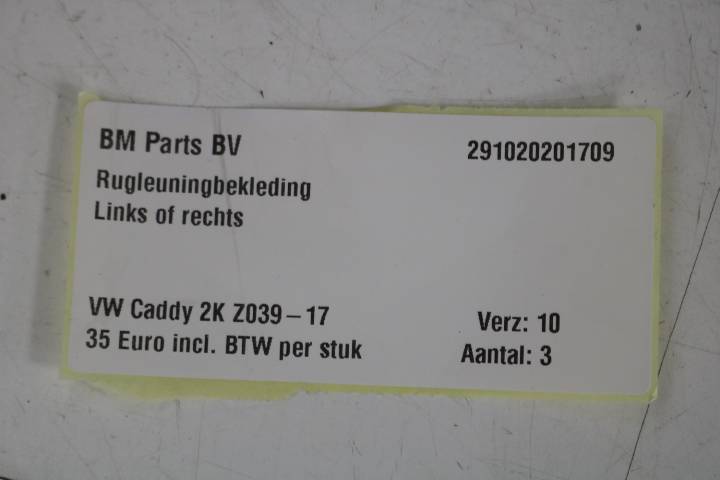 BM Parts BV 291020201709
Rugleuningbekleding
Links of rechts
VW Caddy 2K Z039-17 Verz: 10
35 Euro incl. BTW per stuk Aantal: 3